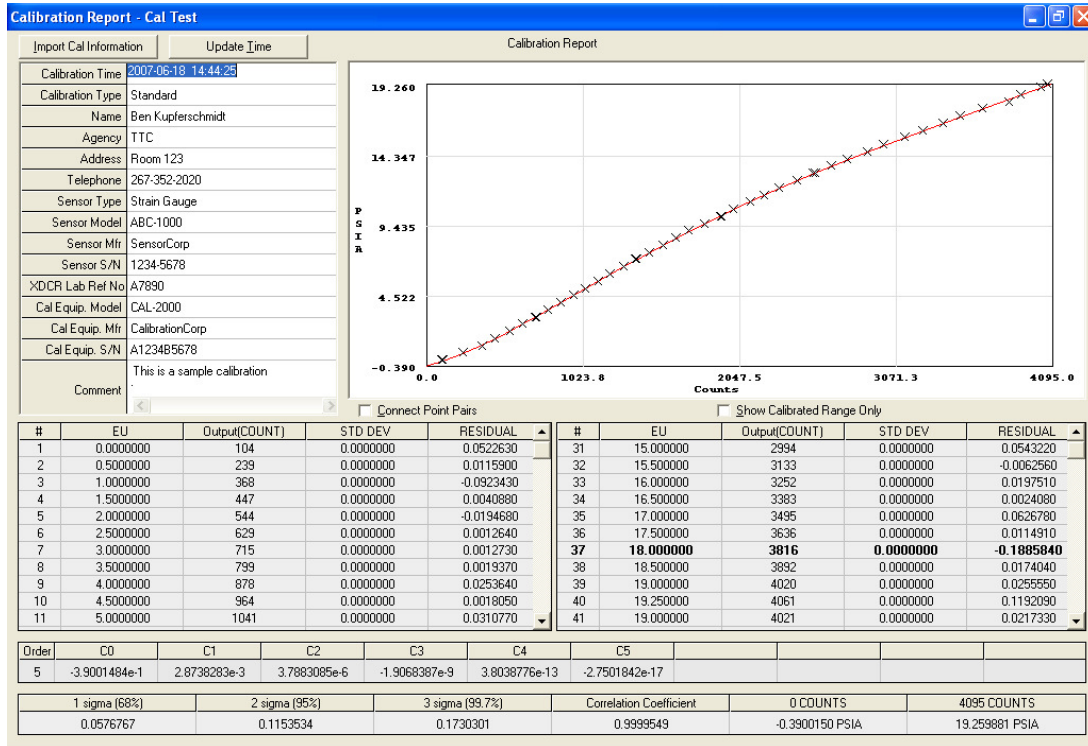 Calibration Report - Cal Test
Import Cal Information Update Time
Calibration Time 2007-06-18 14:44:25
Calibration Type Standard
Name Ben Kupferschmidt
Agency TTC
Address Room 123
Telephone 267-352-2020
Sensor Type Strain Gauge
Sensor Model ABC-1000
Sensor Mfr SensorCorp
Sensor S/N 1234-5678
XDCR Lab Ref No A7890
Cal Equip. Model CAL-2000
Cal Equip. Mfr CalibrationCorp
Cal Equip. S/N A1234B5678
Comment This is a sample calibration
Calibration Report
19.260
14.347
9.435
4.522
-0.390
PSIA
0.0 1023.8 2047.5 3071.3 4095.0
Counts
Connect Point Pairs Show Calibrated Range Only
# EU Output(COUNT) STD DEV RESIDUAL
1 0.0000000 104 0.0000000 0.0522630
2 0.5000000 239 0.0000000 0.0115900
3 1.0000000 368 0.0000000 -0.0923430
4 1.5000000 447 0.0000000 0.0040880
5 2.0000000 544 0.0000000 -0.0194680
6 2.5000000 629 0.0000000 0.0012640
7 3.0000000 715 0.0000000 0.0012730
8 3.5000000 799 0.0000000 0.0019370
9 4.0000000 878 0.0000000 0.0253640
10 4.5000000 964 0.0000000 0.0018050
11 5.0000000 1041 0.0000000 0.0310770
# EU Output(COUNT) STD DEV RESIDUAL
31 15.000000 2994 0.0000000 0.0543220
32 15.500000 3133 0.0000000 -0.0062560
33 16.000000 3252 0.0000000 0.0197510
34 16.500000 3383 0.0000000 0.0024080
35 17.000000 3495 0.0000000 0.0626780
36 17.500000 3636 0.0000000 0.0114910
37 18.000000 3816 0.0000000 -0.1885840
38 18.500000 3892 0.0000000 0.0174040
39 19.000000 4020 0.0000000 0.0255550
40 19.250000 4061 0.0000000 0.1192090
41 19.000000 4021 0.0000000 0.0217330
Order C0 C1 C2 C3 C4 C5
5 -3.9001484e-1 2.8738283e-3 3.7883085e-6 -1.9068387e-9 3.8038776e-13 -2.7501842e-17
1 sigma (68%) 2 sigma (95%) 3 sigma (99.7%) Correlation Coefficient 0 COUNTS 4095 COUNTS
0.0576767 0.1153534 0.1730301 0.9999549 -0.3900150 PSIA 19.259881 PSIA